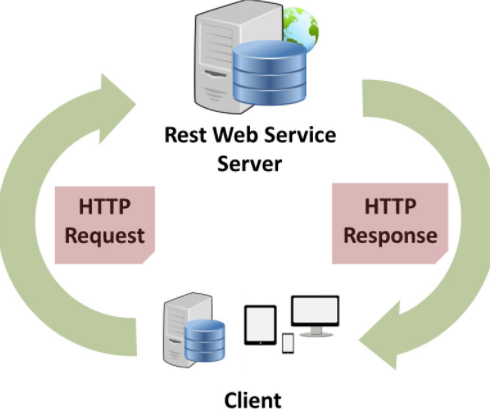 Rest Web Service
Server
HTTP
Request
HTTP
Response
Client